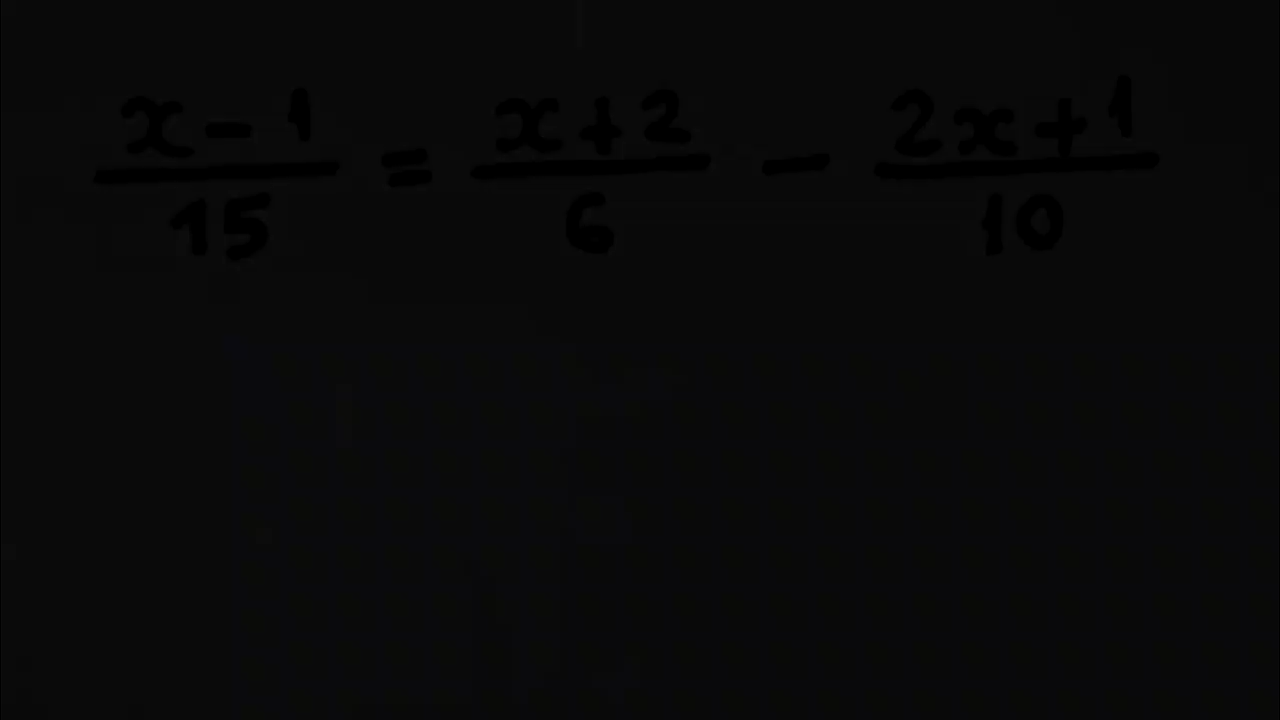 x - 1 / 15 = x + 2 / 6 - 2x + 1 / 10